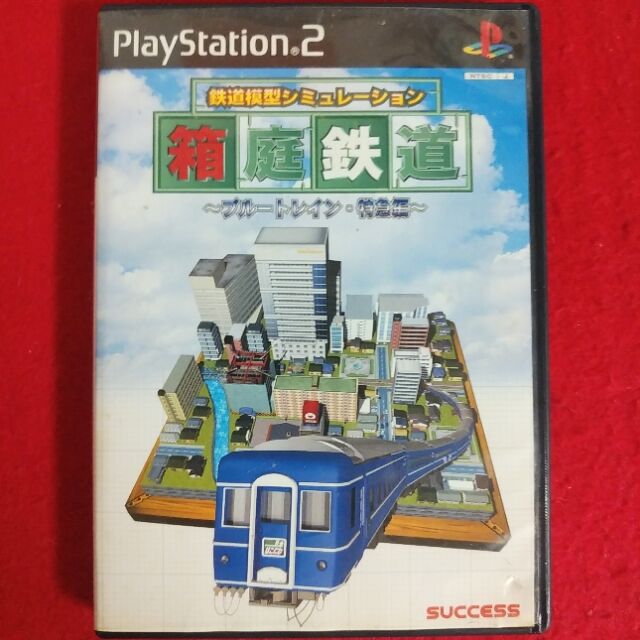 PlayStation®2
NTSC J
鉄道模型シミュレーション
箱庭鉄道
～ブルートレイン・特急編～
SUCCESS